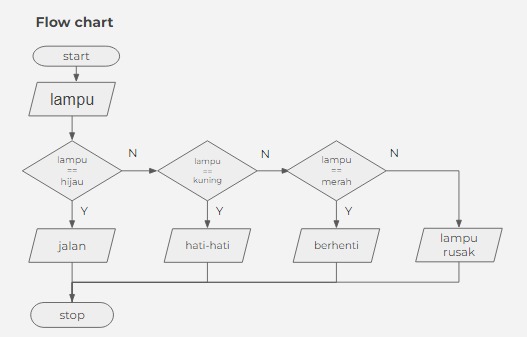 Flow chart
start
lampu
lampu
==
hijau
N
lampu
==
kuning
N
lampu
==
merah
N
Y
Y
Y
jalan
hati-hati
berhenti
lampu
rusak
stop